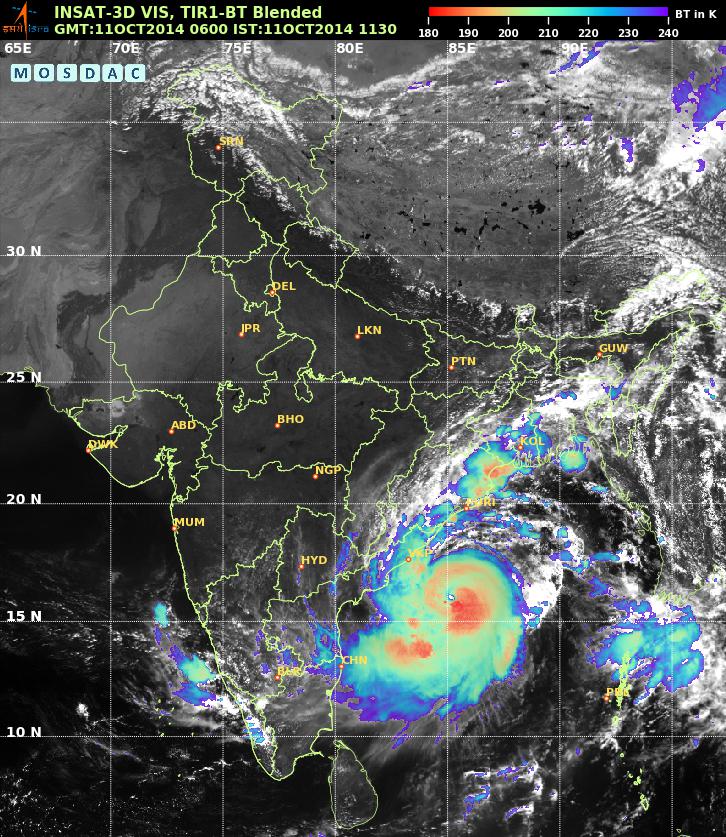 INSAT-3D VIS, TIR1-BT Blended
GMT:11OCT2014 0600 IST:11OCT2014 1130
180 190 200 210 220 230 240
BT in K
65E 70E 75E 80E 85E 90E
MOSDAC
SRN
30 N
DEL
JPR
LKN
GUW
PTN
25 N
ABD
BHO
KOL
DWK
NGP
20 N
MUM
HYD
15 N
CHN
10 N